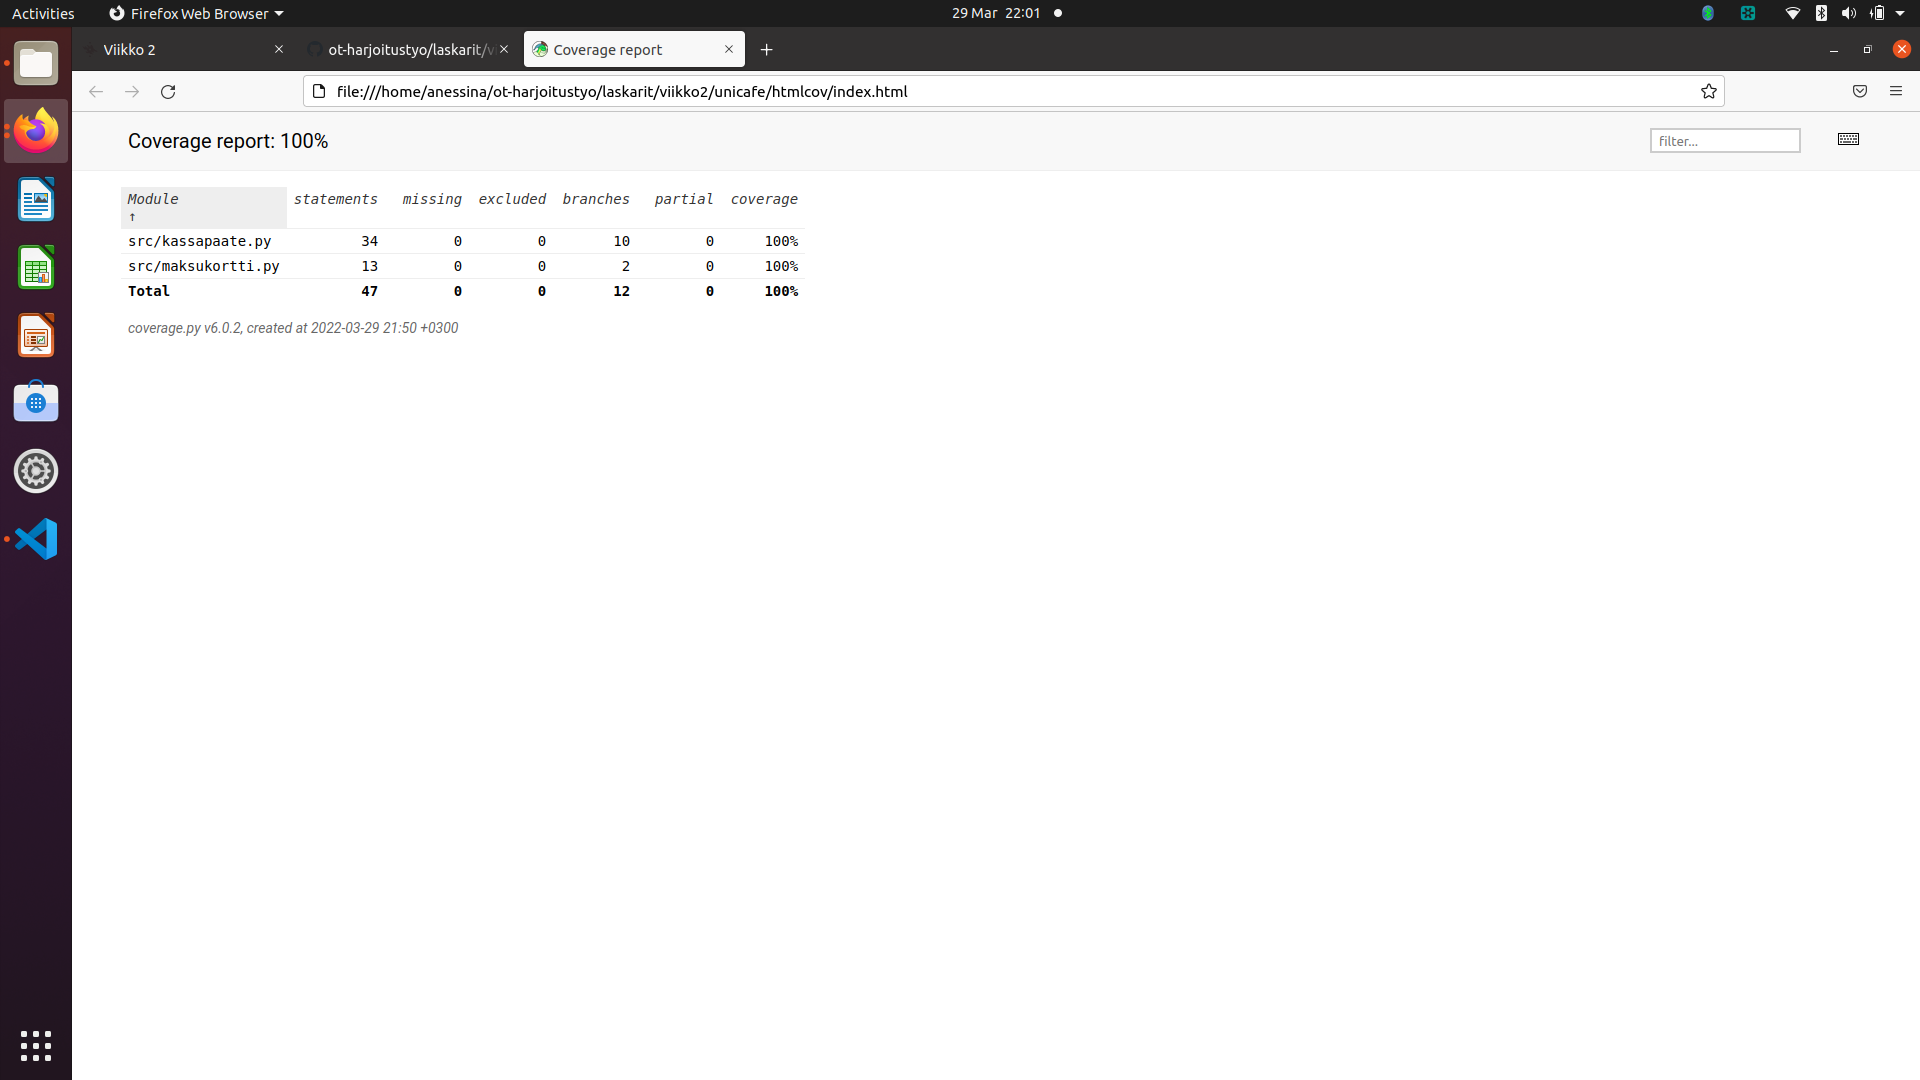 Activities Firefox Web Browser 29 Mar 22:01
Viikko 2 ot-harjoitustyo/laskarit/v Coverage report
file:///home/anessina/ot-harjoitustyo/laskarit/viikko2/unicafe/htmlcov/index.html
Coverage report: 100% filter...
Module statements missing excluded branches partial coverage
↑
src/kassapaate.py 34 0 0 10 0 100%
src/maksukortti.py 13 0 0 2 0 100%
Total 47 0 0 12 0 100%
coverage.py v6.0.2, created at 2022-03-29 21:50 +0300